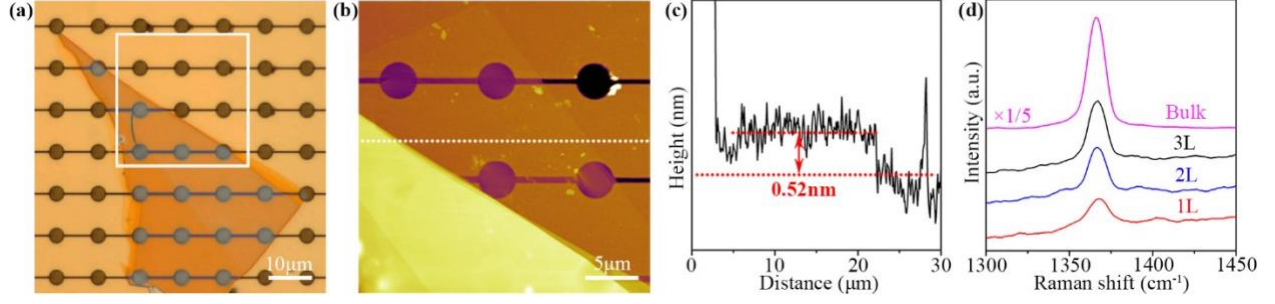 (a)
10μm
(b)
5μm
(c)
Height (nm)
0.52nm
0 10 20 30
Distance (μm)
(d)
Intensity (a.u.)
×1/5
Bulk
3L
2L
1L
1300 1350 1400 1450
Raman shift (cm⁻¹)